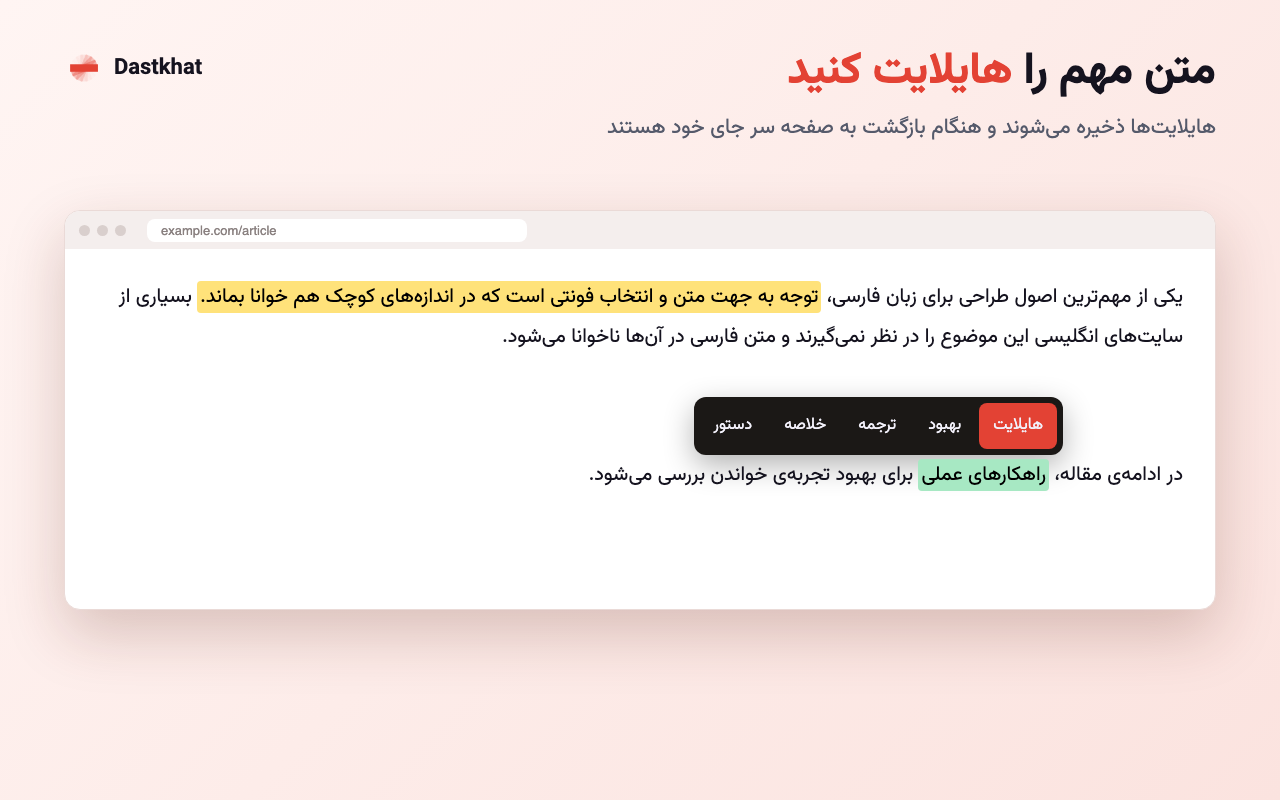 متن مهم را هایلایت کنید
Dastkhat
هایلایت‌ها ذخیره می‌شوند و هنگام بازگشت به صفحه سر جای خود هستند
example.com/article
یکی از مهم‌ترین اصول طراحی برای زبان فارسی، توجه به جهت متن و انتخاب فونتی است که در اندازه‌های کوچک هم خوانا بماند. بسیاری از
سایت‌های انگلیسی این موضوع را در نظر نمی‌گیرند و متن فارسی در آن‌ها ناخوانا می‌شود.
هایلایت بهبود ترجمه خلاصه دستور
در ادامه‌ی مقاله، راهکارهای عملی برای بهبود تجربه‌ی خواندن بررسی می‌شود.